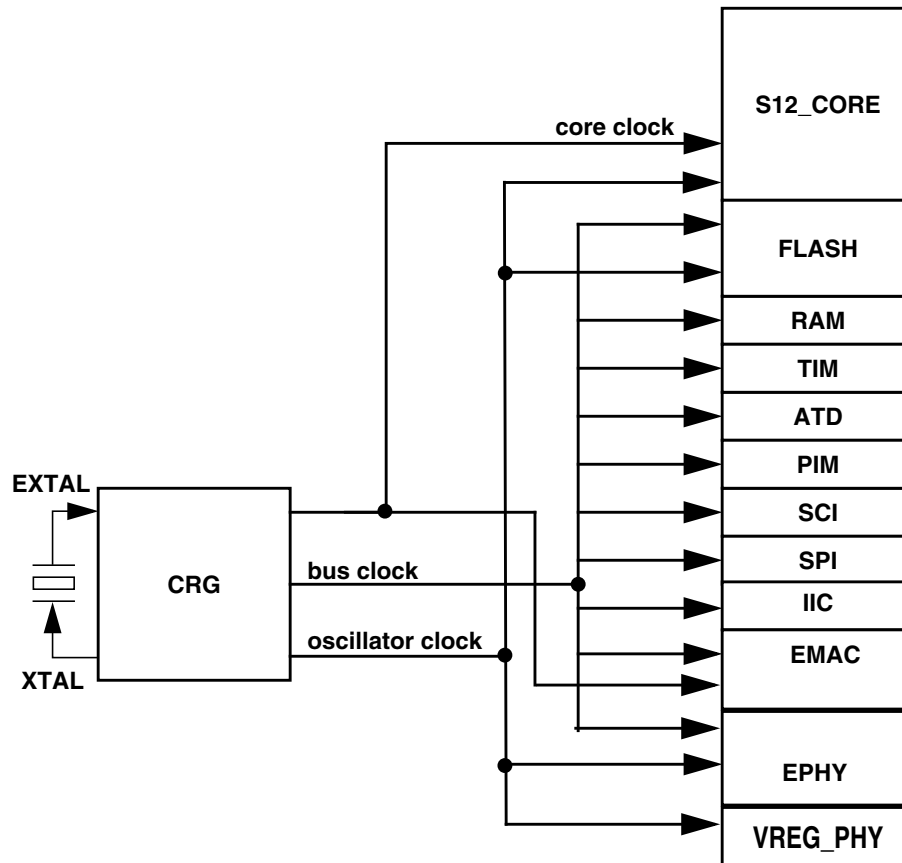 S12_CORE
core clock
FLASH
RAM
TIM
ATD
PIM
EXTAL
SCI
SPI
CRG
bus clock
IIC
oscillator clock
EMAC
XTAL
EPHY
VREG_PHY